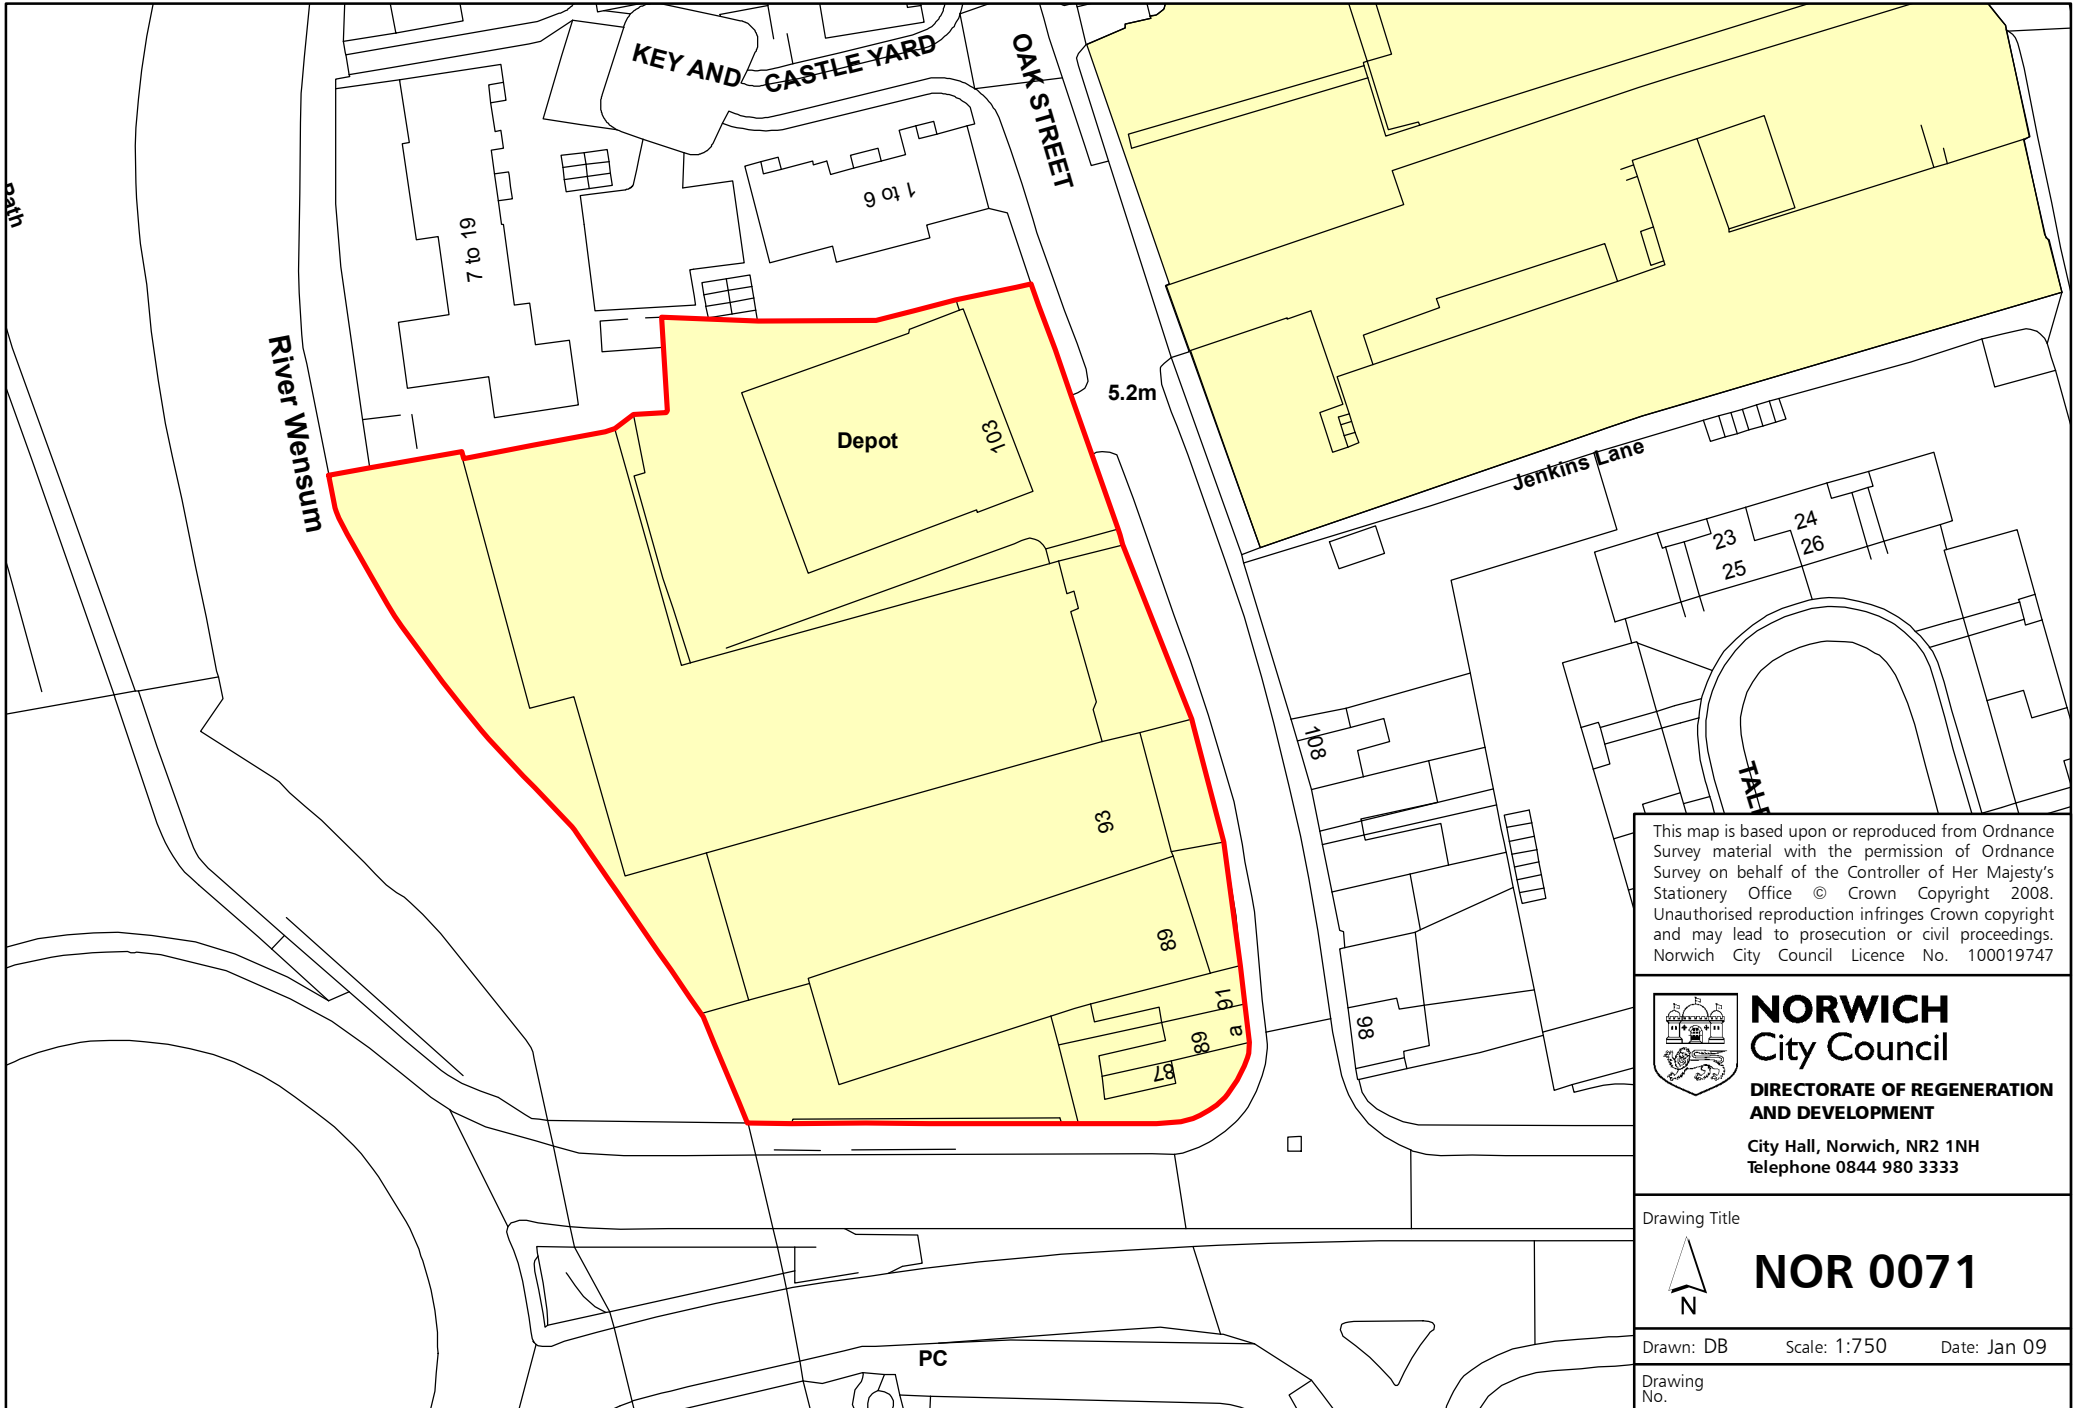 KEY AND CASTLE YARD
OAK STREET
Path
7 to 19
1 to 6
River Wensum
5.2m
Depot
103
Jenkins Lane
23
24
25
26
108
93
89
91
a
89
87
98
PC
This map is based upon or reproduced from Ordnance
Survey material with the permission of Ordnance
Survey on behalf of the Controller of Her Majesty's
Stationery Office © Crown Copyright 2008.
Unauthorised reproduction infringes Crown copyright
and may lead to prosecution or civil proceedings.
Norwich City Council Licence No. 100019747
NORWICH
City Council
DIRECTORATE OF REGENERATION
AND DEVELOPMENT
City Hall, Norwich, NR2 1NH
Telephone 0844 980 3333
Drawing Title
N
NOR 0071
Drawn: DB Scale: 1:750 Date: Jan 09
Drawing
No.